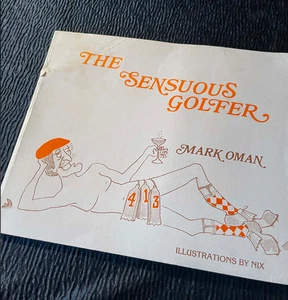 THE
SENSUOUS
GOLFER
MARK OMAN
4 1 3
ILLUSTRATIONS BY NIX